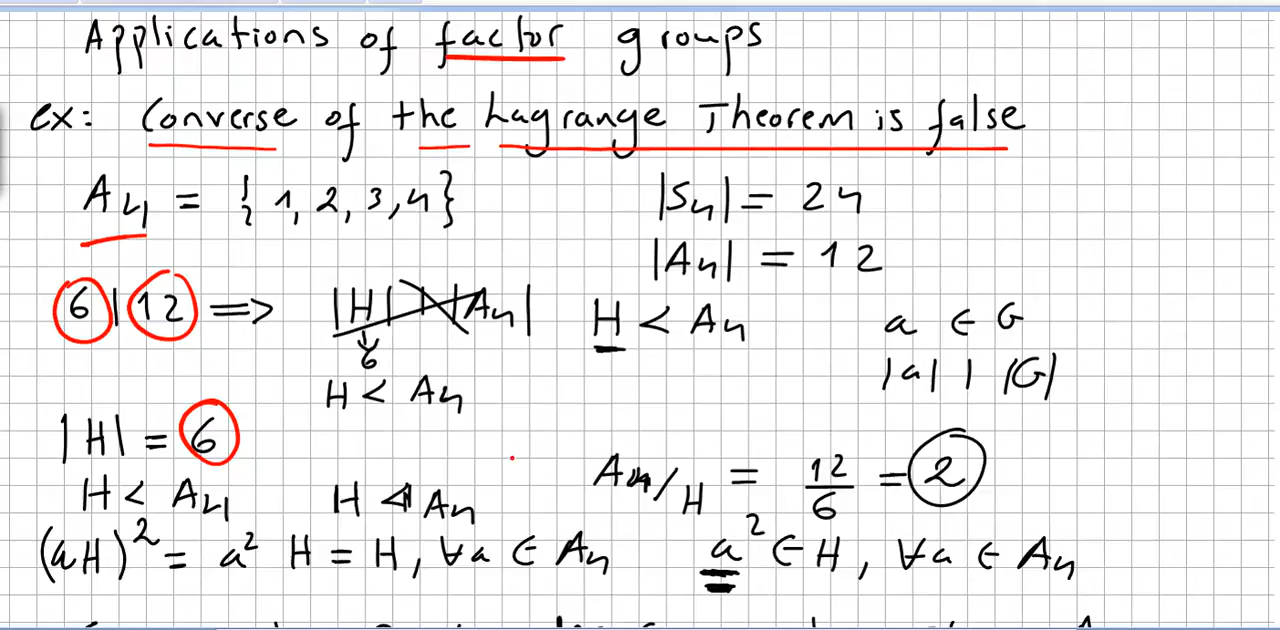 Applications of factor groups
ex: Converse of the Lagrange Theorem is false
A4 = { 1, 2, 3, 4 }
|S4| = 24
|A4| = 12
6 | 12 => |H| | |A4| H < A4
6
H < A4
a ∈ G
|a| | |G|
|H| = 6
H < A4 H ⊲ A4
A4/H = 12/6 = 2
(aH)² = a² H = H, ∀a ∈ A4 a² ∈ H, ∀a ∈ A4